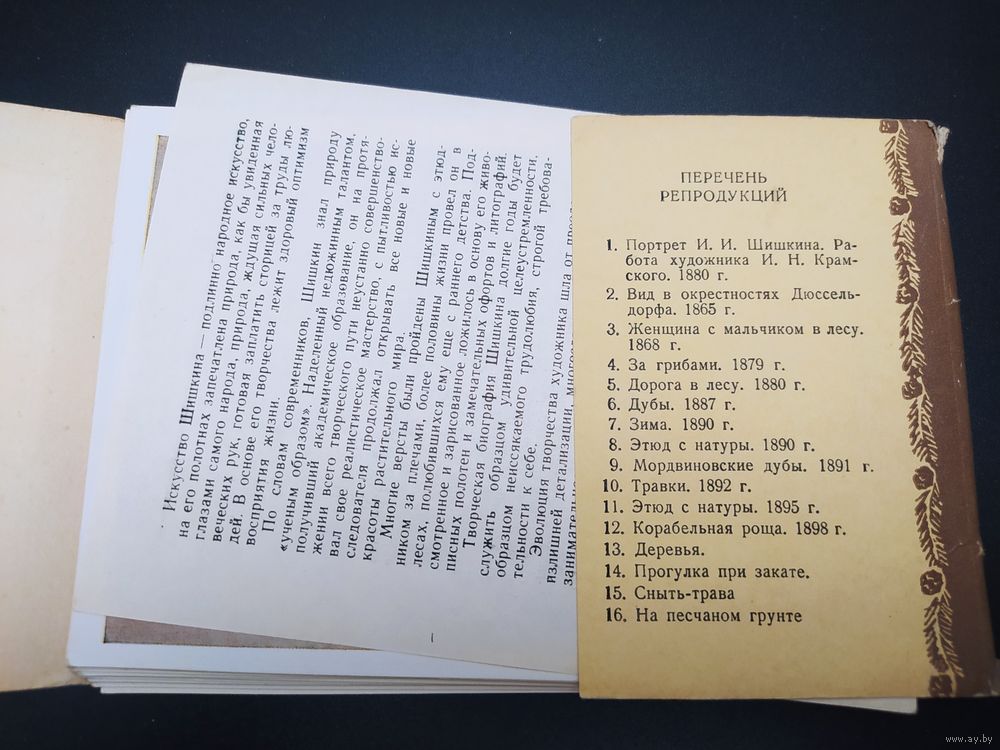 Искусство Шишкина — подлинно народное искусство,
на его полотнах запечатлена природа, как бы увиденная
глазами самого народа, природа, ждущая сильных чело-
веческих рук, готовая заплатить сторицей за труды лю-
дей. В основе его творчества лежит здоровый оптимизм
восприятия жизни.
По словам современников, Шишкин знал природу
«ученым образом». Наделенный недюжинным талантом,
получивший академическое образование, он на протя-
жении всего творческого пути неустанно совершенство-
вал свое реалистическое мастерство, с пытливостью ис-
следователя продолжал открывать все новые и новые
красоты растительного мира.
Многие версты были пройдены Шишкиным с этюд-
ником за плечами, более половины жизни провел он в
лесах, полюбившихся ему еще с раннего детства. Под-
смотренное и зарисованное ложилось в основу его живо-
писных полотен и замечательных офортов и литографий.
Творческая биография Шишкина долгие годы будет
служить образцом удивительной целеустремленности,
образцом неиссякаемого трудолюбия, строгой требова-
тельности к себе.
Эволюция творчества художника шла от
излишней детализации,
ПЕРЕЧЕНЬ
РЕПРОДУКЦИЙ
1. Портрет И. И. Шишкина. Ра-
бота художника И. Н. Крам-
ского. 1880 г.
2. Вид в окрестностях Дюссель-
дорфа. 1865 г.
3. Женщина с мальчиком в лесу.
1868 г.
4. За грибами. 1879 г.
5. Дорога в лесу. 1880 г.
6. Дубы. 1887 г.
7. Зима. 1890 г.
8. Этюд с натуры. 1890 г.
9. Мордвиновские дубы. 1891 г.
10. Травки. 1892 г.
11. Этюд с натуры. 1895 г.
12. Корабельная роща. 1898 г.
13. Деревья.
14. Прогулка при закате.
15. Сныть-трава
16. На песчаном грунте
www.ay.by